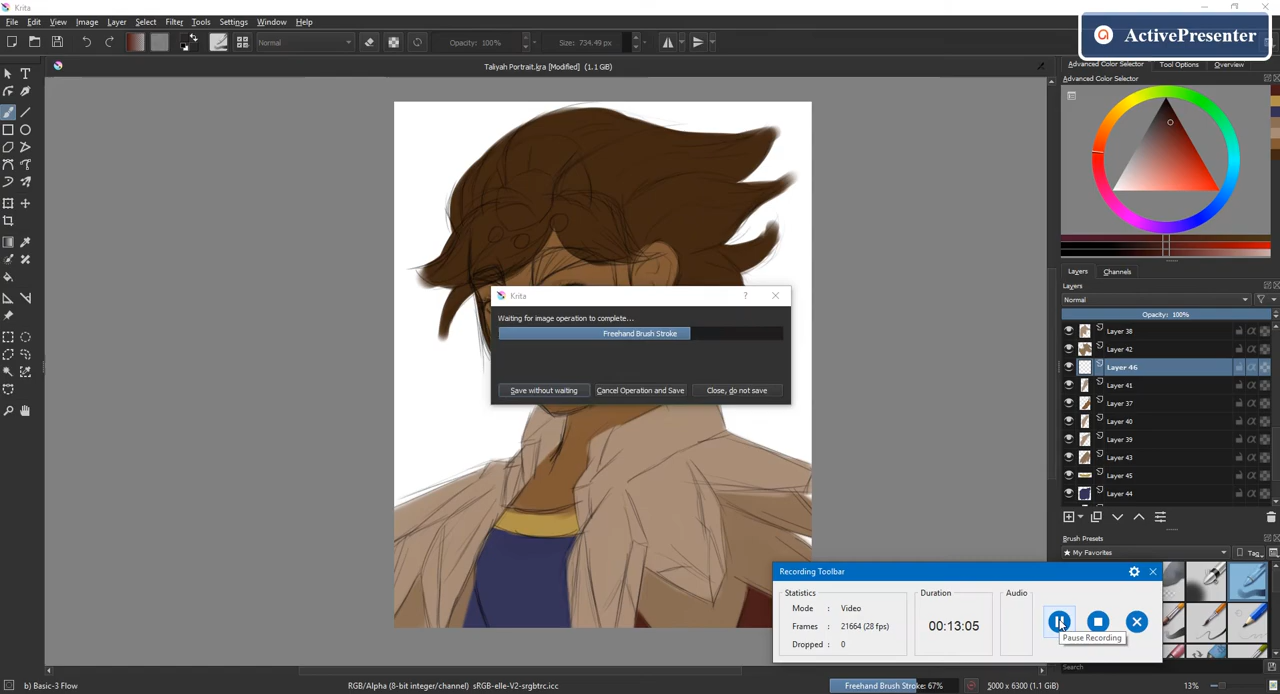 Krita
File Edit View Image Layer Select Filter Tools Settings Window Help
ActivePresenter
Normal
Opacity: 100%
Size: 734.49 px
Taliyah Portrait.kra [Modified] (1.1 GB)
Advanced Color Selector
Tool Options
Overview
Advanced Color Selector
Krita
?
Waiting for image operation to complete...
Freehand Brush Stroke
Save without waiting
Cancel Operation and Save
Close, do not save
Layers
Channels
Layers
Normal
Opacity: 100%
Layer 38
Layer 42
Layer 46
Layer 41
Layer 37
Layer 40
Layer 39
Layer 43
Layer 45
Layer 44
Brush Presets
★ My Favorites
Tag
Recording Toolbar
Statistics
Mode : Video
Frames : 21664 (28 fps)
Dropped : 0
Duration
00:13:05
Audio
Pause Recording
Search
b) Basic-3 Flow
RGB/Alpha (8-bit integer/channel) sRGB-elle-V2-srgbtrc.icc
Freehand Brush Stroke: 67%
5000 x 6300 (1.1 GB)
13%